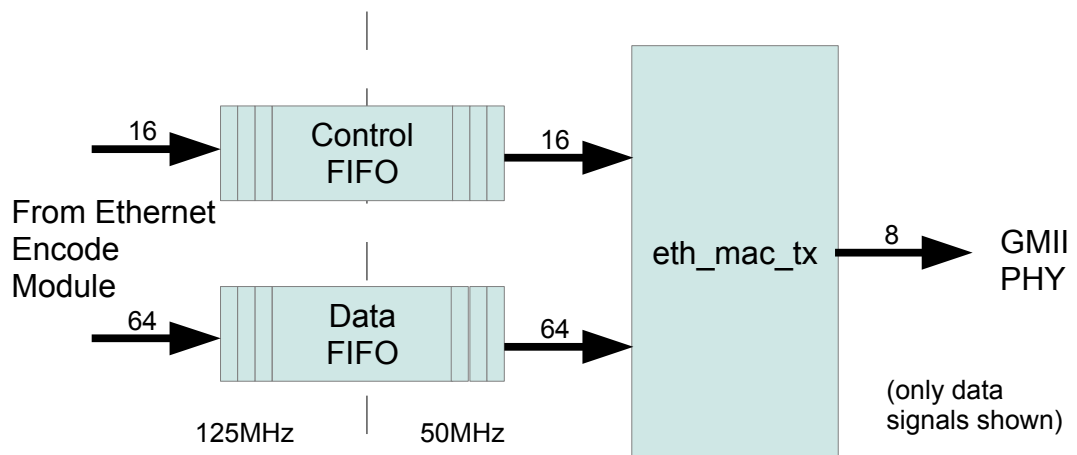 16
Control
FIFO
16
From Ethernet
Encode
Module
eth_mac_tx
8
GMII
PHY
64
Data
FIFO
64
(only data
signals shown)
125MHz
50MHz